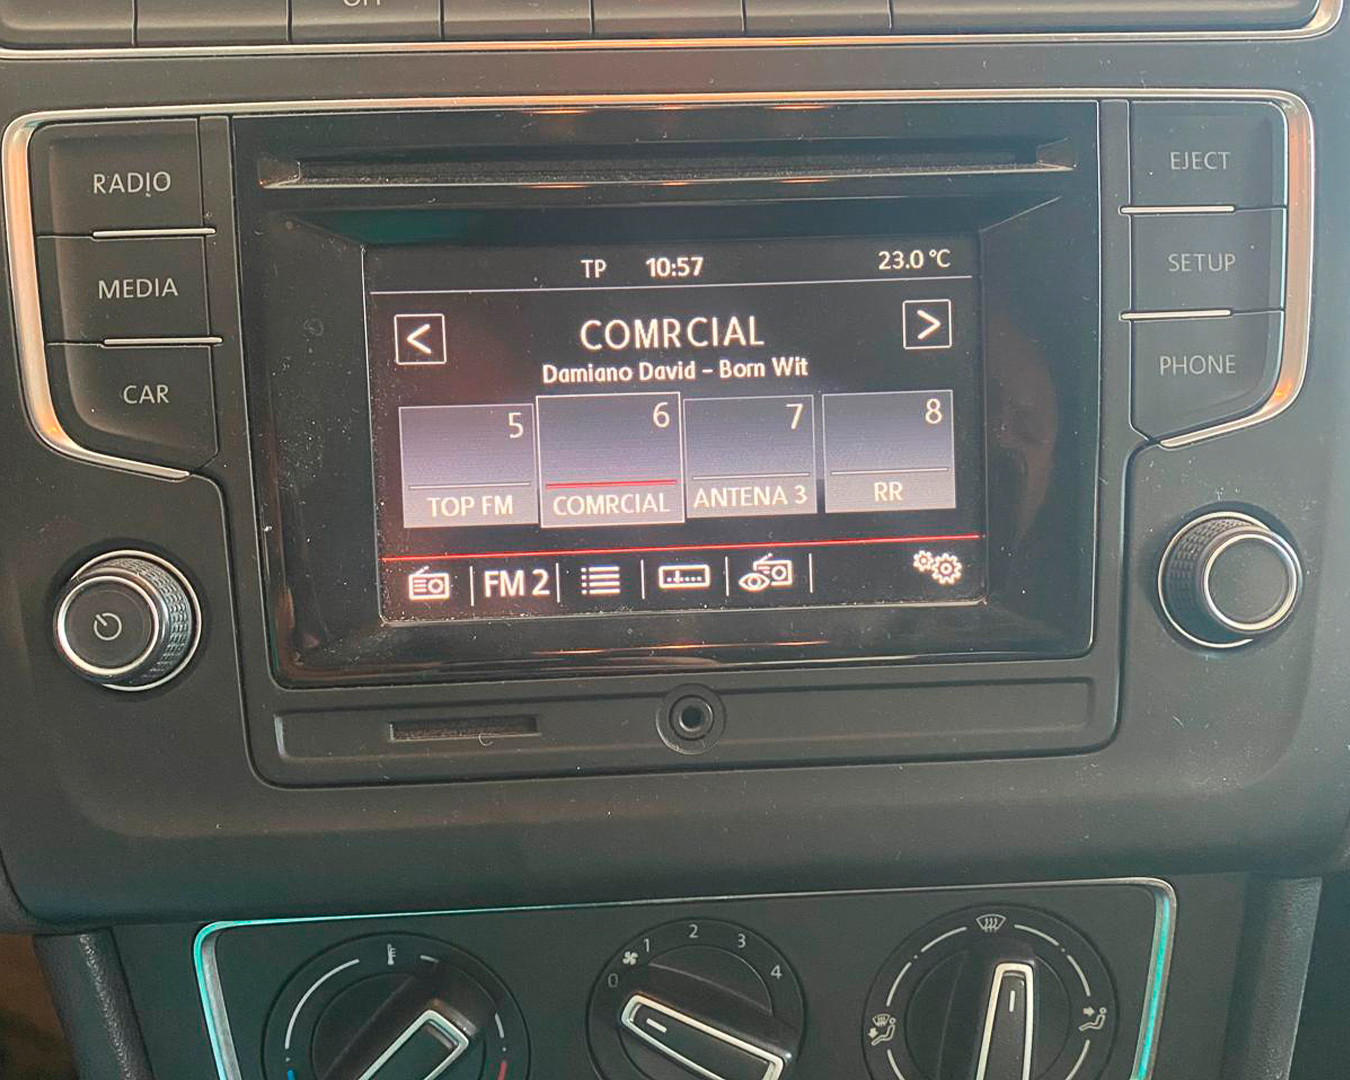 RADIO
MEDIA
CAR
EJECT
SETUP
PHONE
TP 10:57 23.0 °C
<
COMRCIAL
>
Damiano David - Born Wit
5 6 7 8
TOP FM COMRCIAL ANTENA 3 RR
FM 2
0 1 2 3 4